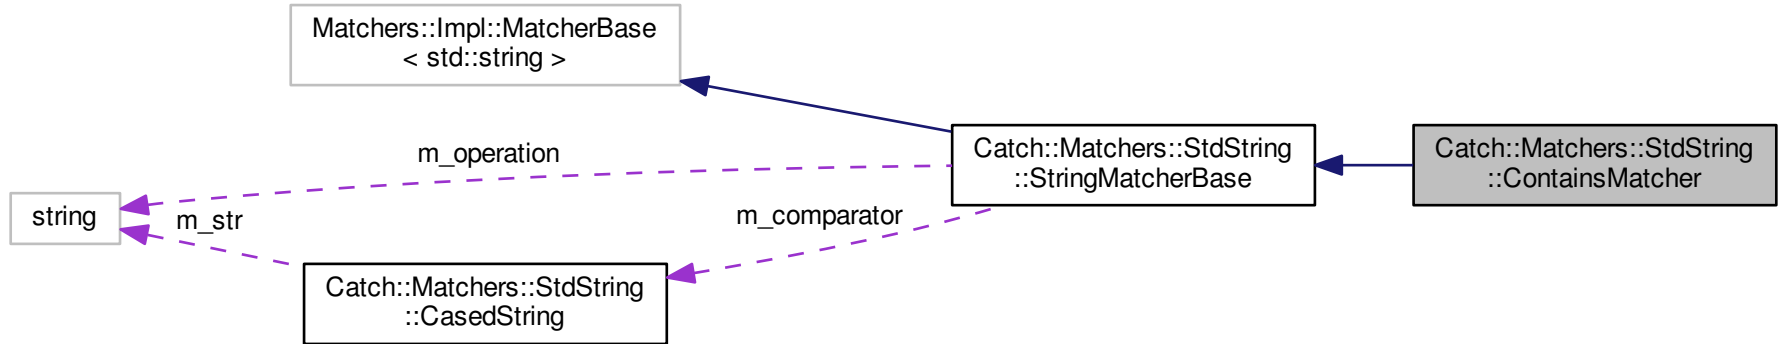 Matchers::Impl::MatcherBase
< std::string >
m_operation
Catch::Matchers::StdString
::StringMatcherBase
Catch::Matchers::StdString
::ContainsMatcher
string
m_str
m_comparator
Catch::Matchers::StdString
::CasedString